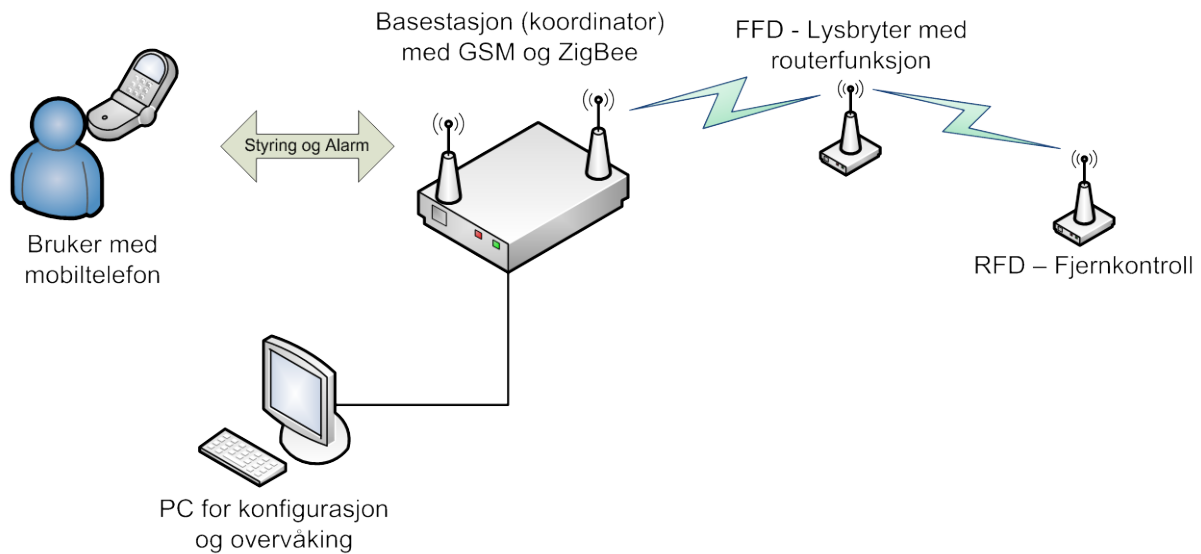 Basestasjon (koordinator)
med GSM og ZigBee
FFD - Lysbryter med
routerfunksjon
Styring og Alarm
Bruker med
mobiltelefon
RFD – Fjernkontroll
PC for konfigurasjon
og overvåking